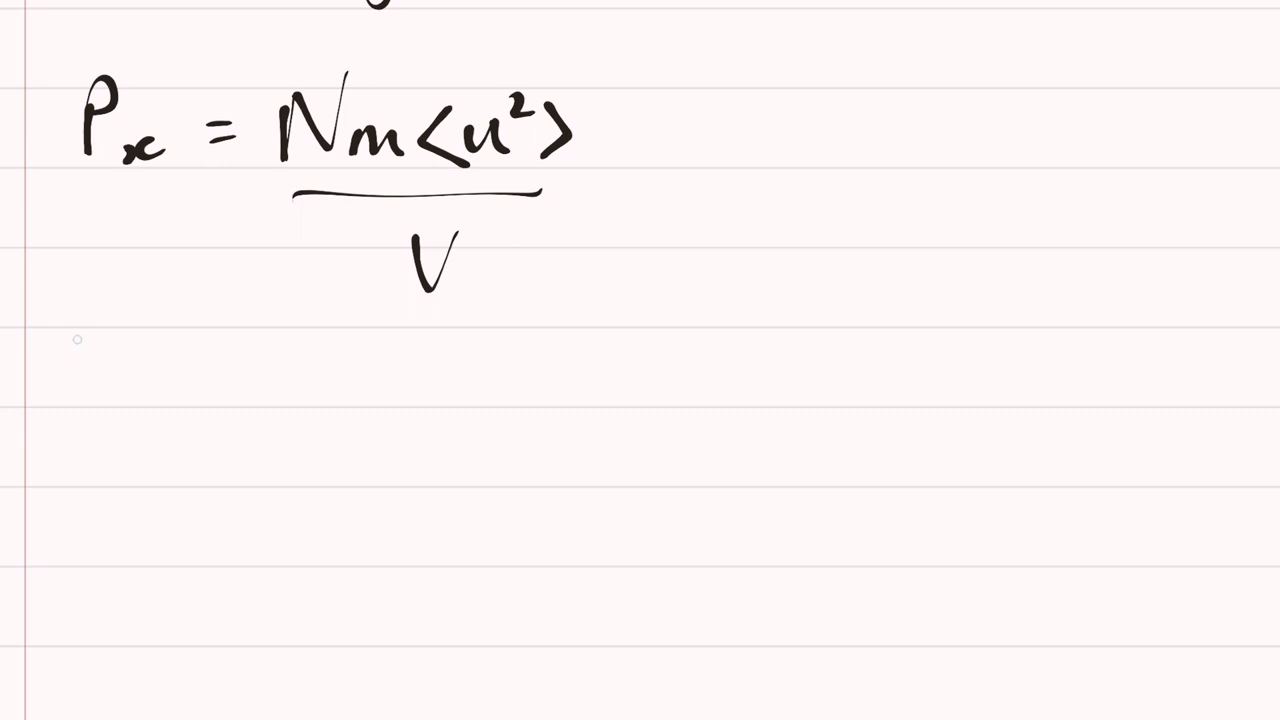 Pₓ = Nm<u²>
V